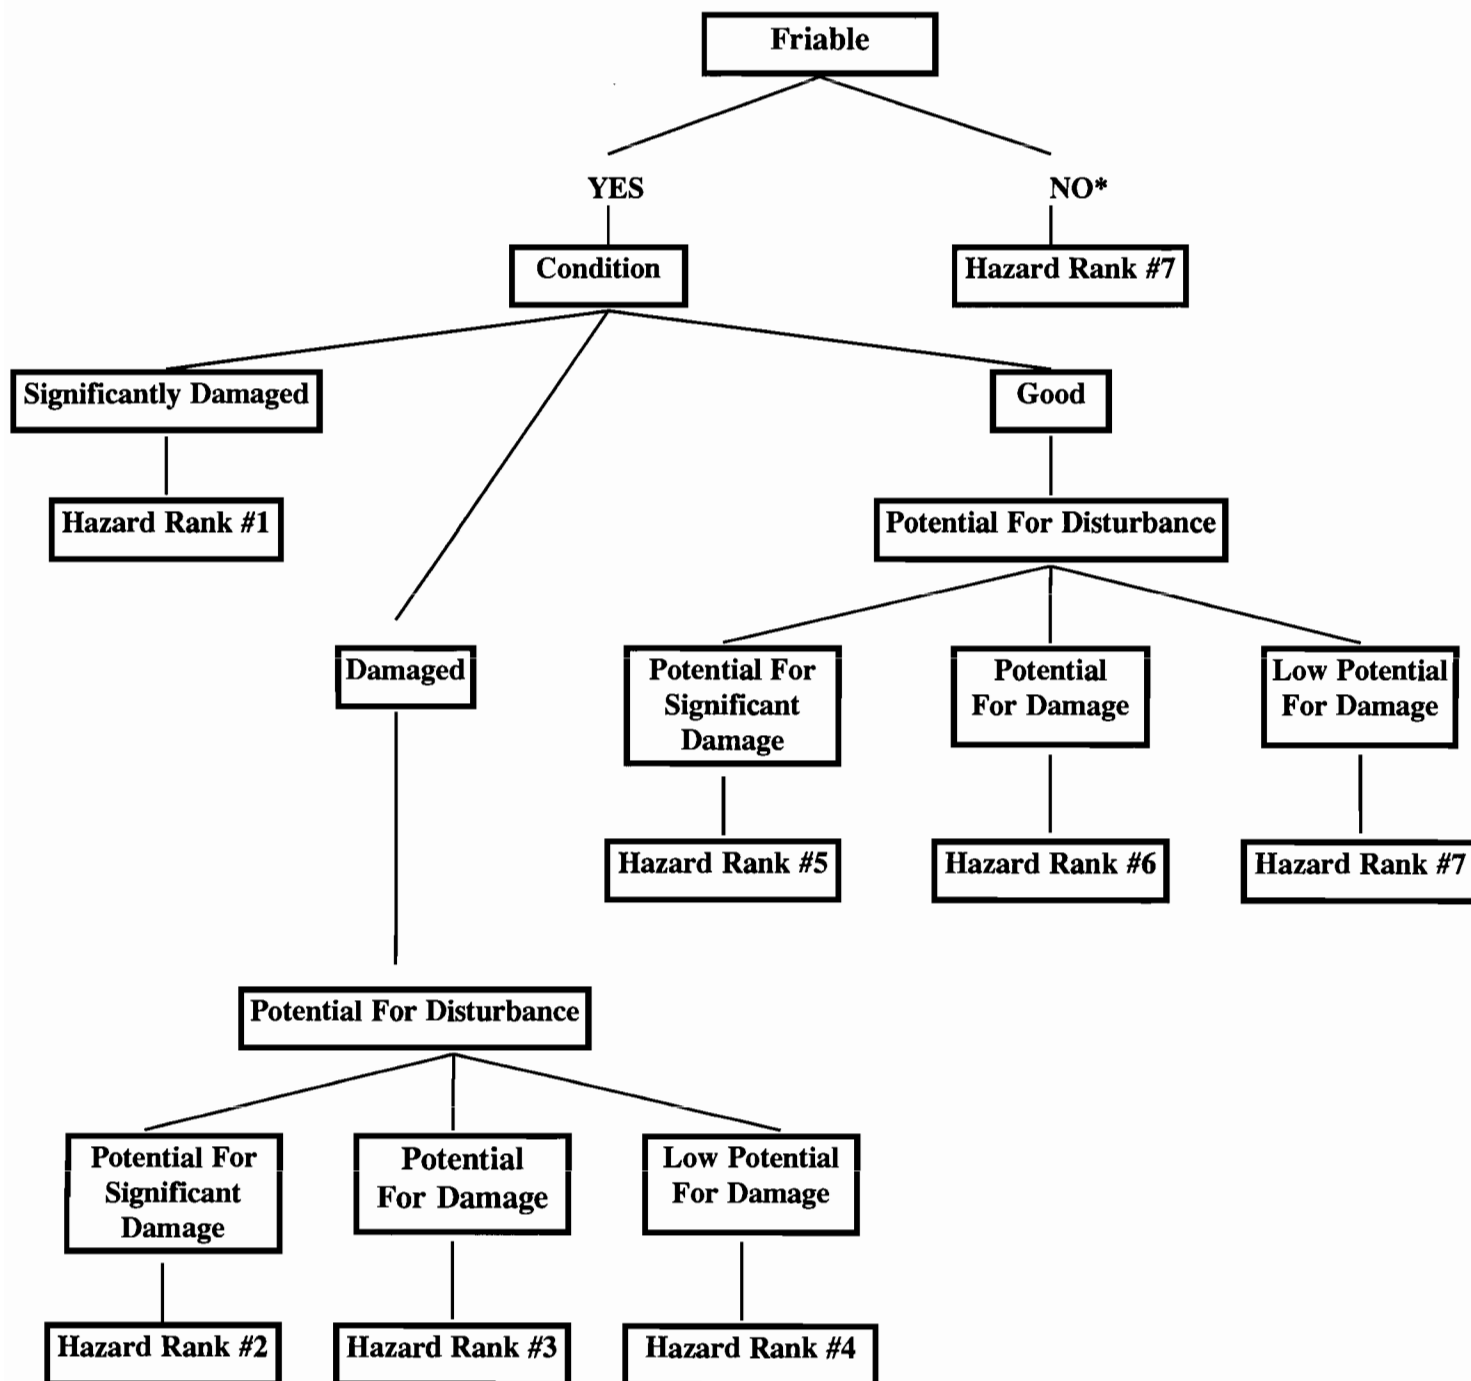 Friable
YES
NO*
Condition
Hazard Rank #7
Significantly Damaged
Good
Hazard Rank #1
Potential For Disturbance
Damaged
Potential For
Significant
Damage
Potential
For Damage
Low Potential
For Damage
Hazard Rank #5
Hazard Rank #6
Hazard Rank #7
Potential For Disturbance
Potential For
Significant
Damage
Potential
For Damage
Low Potential
For Damage
Hazard Rank #2
Hazard Rank #3
Hazard Rank #4